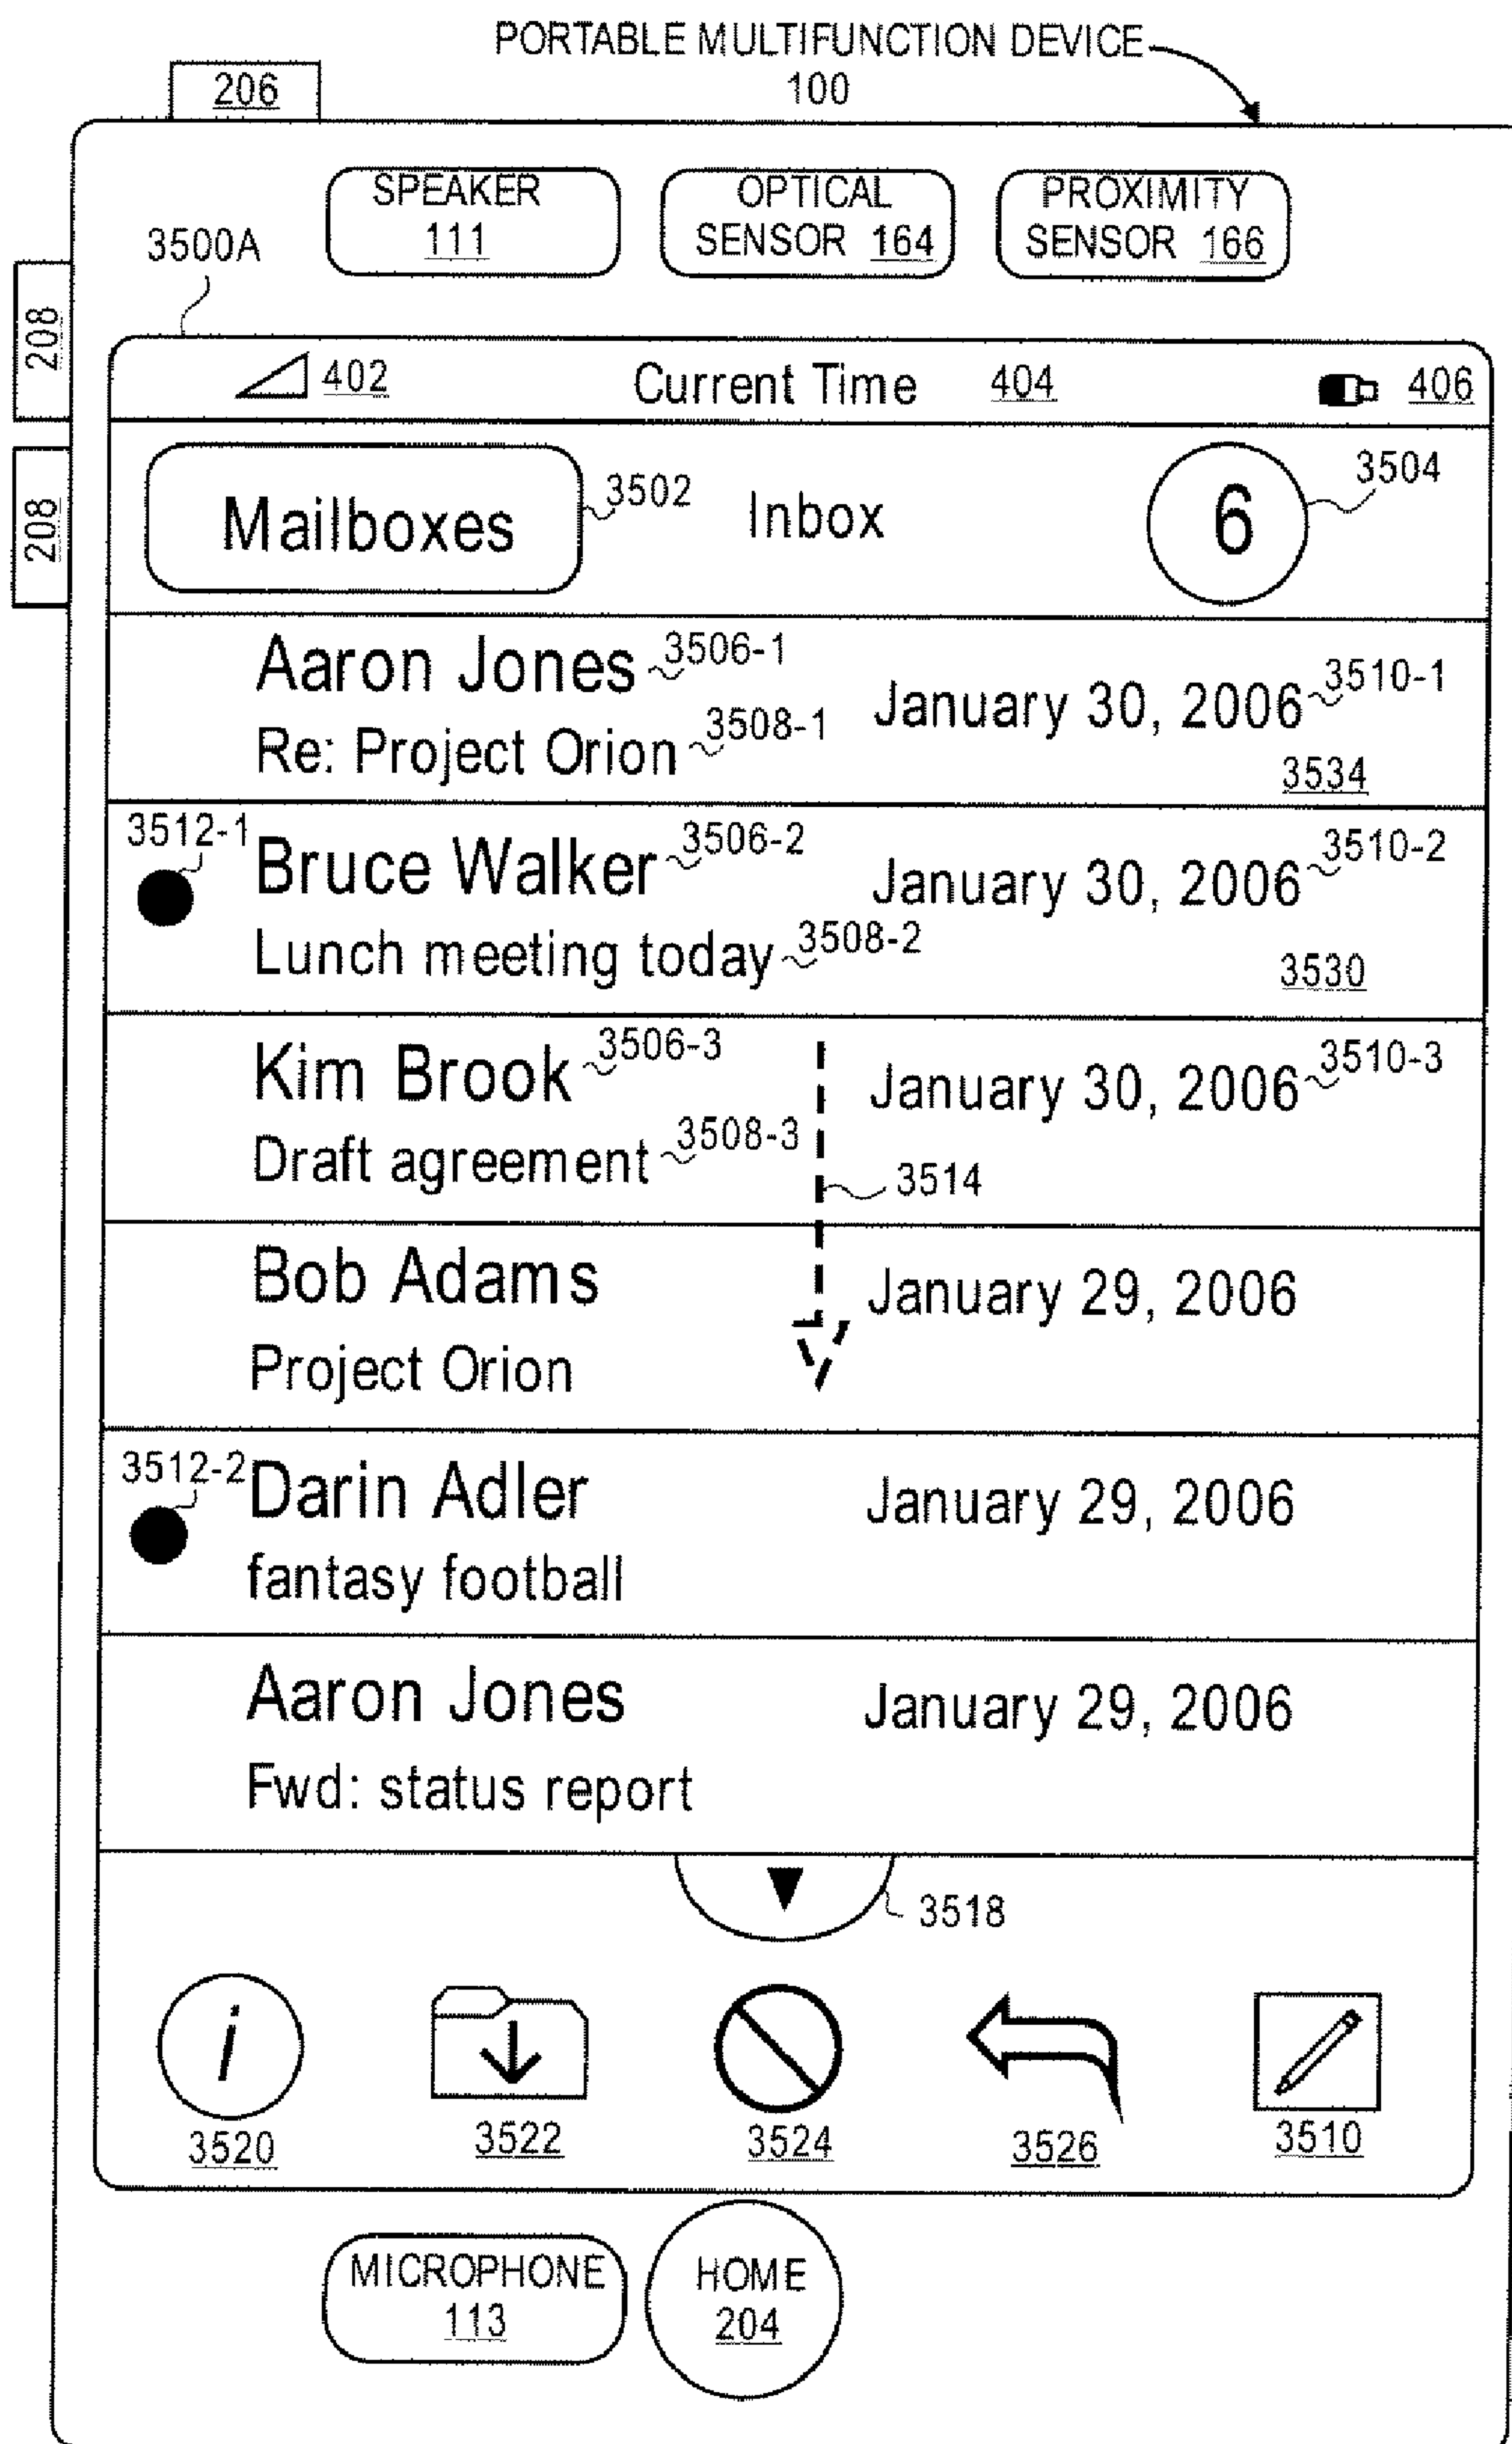 PORTABLE MULTIFUNCTION DEVICE
100
206
SPEAKER
111
OPTICAL
SENSOR 164
PROXIMITY
SENSOR 166
3500A
208
208
402 Current Time 404 406
Mailboxes 3502 Inbox 6 3504
Aaron Jones 3506-1
January 30, 2006 3510-1
Re: Project Orion 3508-1
3534
3512-1
Bruce Walker 3506-2
January 30, 2006 3510-2
Lunch meeting today 3508-2
3530
Kim Brook 3506-3
January 30, 2006 3510-3
Draft agreement 3508-3
3514
Bob Adams
January 29, 2006
Project Orion
3512-2
Darin Adler
January 29, 2006
fantasy football
Aaron Jones
January 29, 2006
Fwd: status report
3518
i
3520 3522 3524 3526 3510
MICROPHONE
113
HOME
204